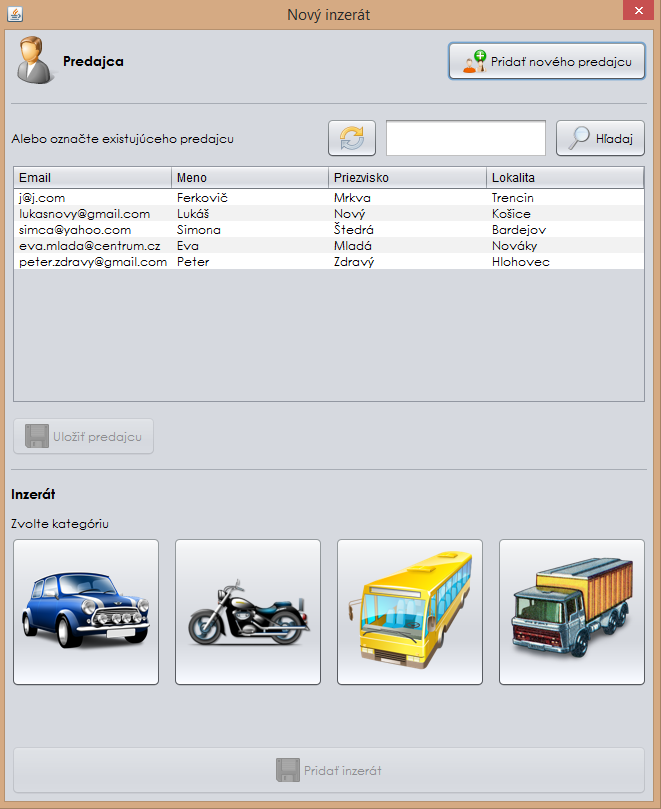 Nový inzerát
Predajca
Pridať nového predajcu
Alebo označte existujúceho predajcu
Hľadaj
Email Meno Priezvisko Lokalita
j@j.com Ferkovič Mrkva Trencin
lukasnovy@gmail.com Lukáš Nový Košice
simca@yahoo.com Simona Štedrá Bardejov
eva.mlada@centrum.cz Eva Mladá Nováky
peter.zdravy@gmail.com Peter Zdravý Hlohovec
Uložiť predajcu
Inzerát
Zvolte kategóriu
Pridať inzerát